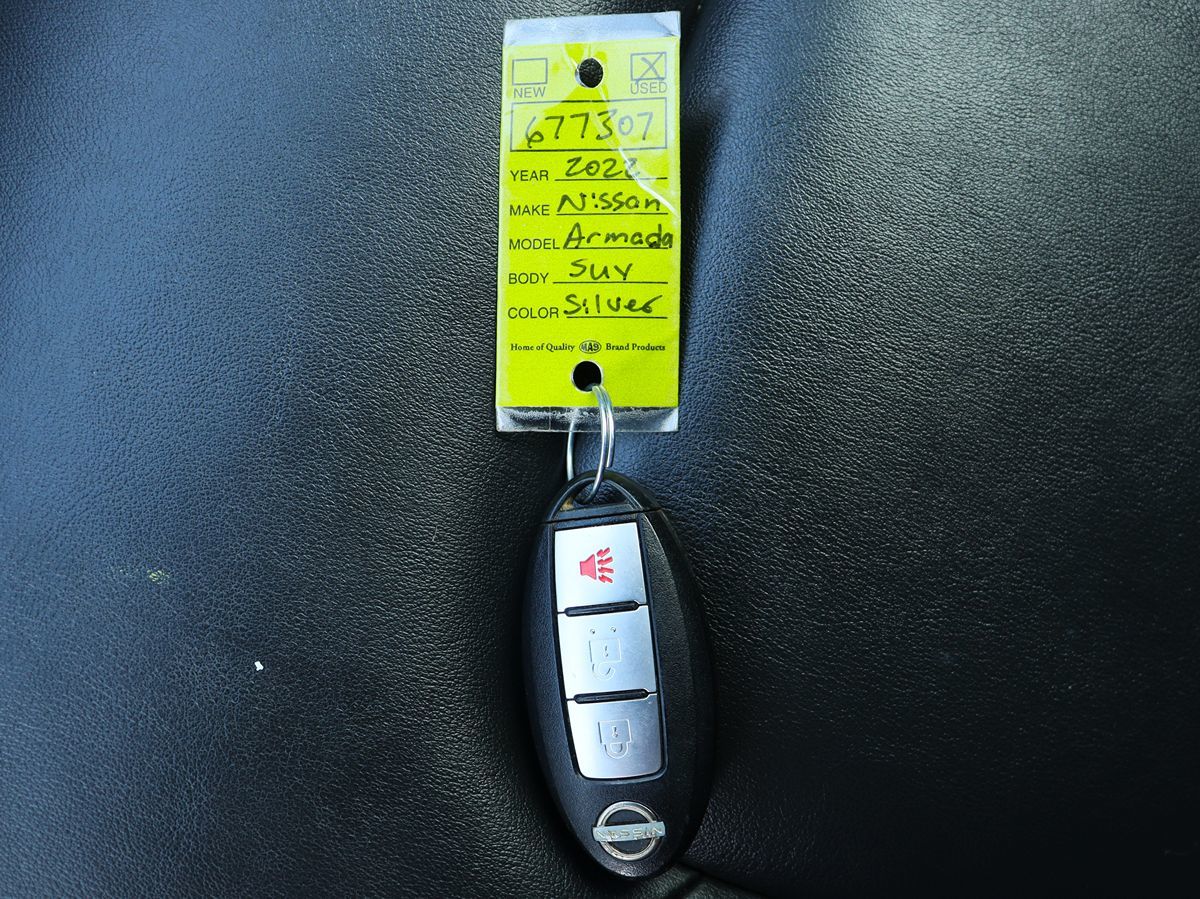 NEW USED
677307
YEAR 2022
MAKE Nissan
MODEL Armada
BODY SUV
COLOR Silver
Home of Quality MAS Brand Products
NISSAN